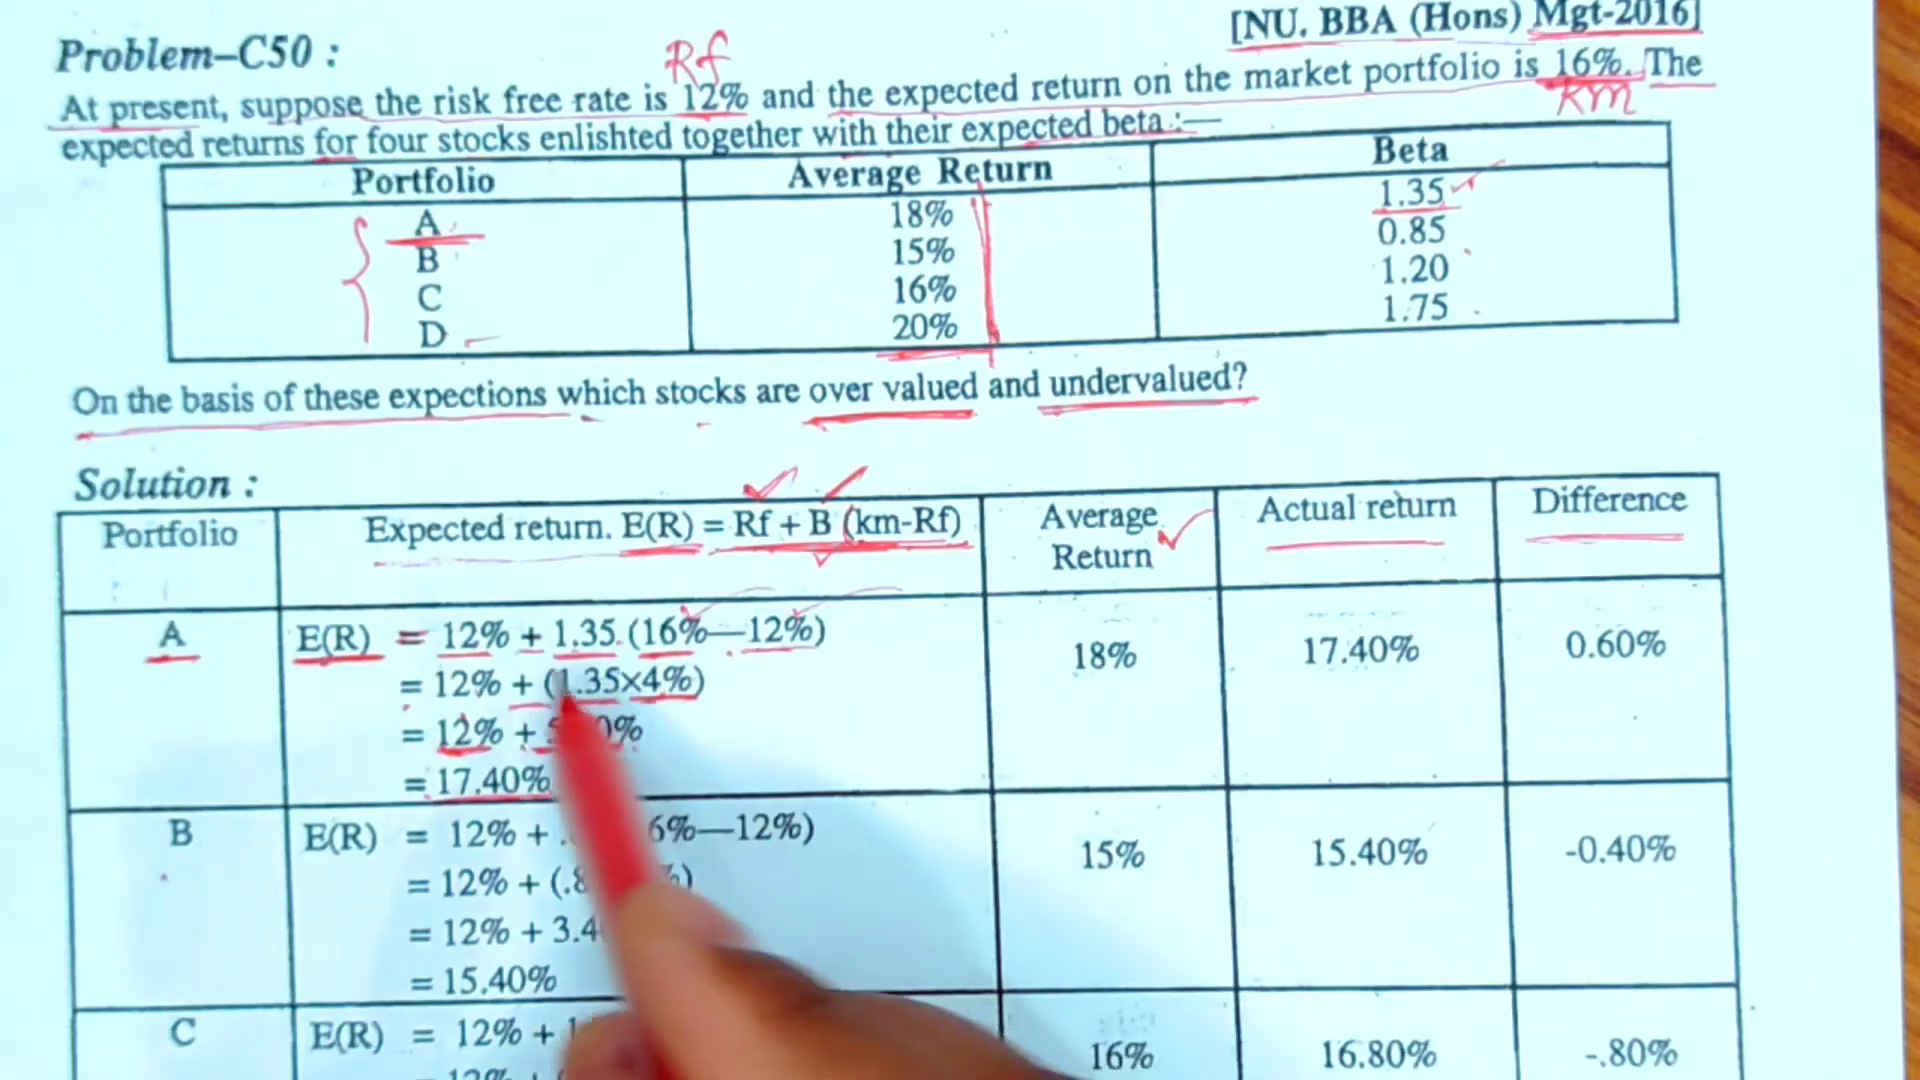 [NU. BBA (Hons) Mgt-2016]
Problem–C50 :
Rf
At present, suppose the risk free rate is 12% and the expected return on the market portfolio is 16%. The
km
expected returns for four stocks enlishted together with their expected beta :—
Portfolio Average Return Beta
A 18% 1.35
B 15% 0.85
C 16% 1.20
D 20% 1.75
On the basis of these expections which stocks are over valued and undervalued?
Solution :
Portfolio Expected return. E(R) = Rf + B (km-Rf) Average Return Actual return Difference
A E(R) = 12% + 1.35 (16%—12%) 18% 17.40% 0.60%
= 12% + (1.35×4%)
= 12% +
= 17.40%
B E(R) = 12% + 6%—12%) 15% 15.40% -0.40%
= 12% + (.8
= 12% + 3.4
= 15.40%
C E(R) = 12% + 1 16% 16.80% -.80%
= 12% +